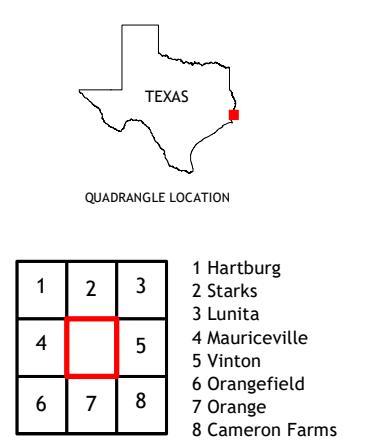 TEXAS
QUADRANGLE LOCATION
1 2 3
4 5
6 7 8
1 Hartburg
2 Starks
3 Lunita
4 Mauriceville
5 Vinton
6 Orangefield
7 Orange
8 Cameron Farms